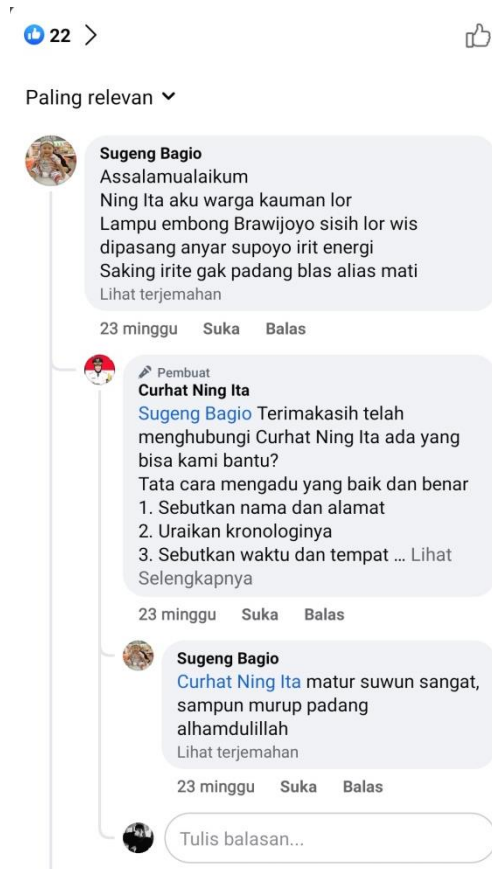 22
Paling relevan
Sugeng Bagio
Assalamualaikum
Ning Ita aku warga kauman lor
Lampu embong Brawijoyo sisih lor wis
dipasang anyar supoyo irit energi
Saking irite gak padang blas alias mati
Lihat terjemahan
23 minggu Suka Balas
Pembuat
Curhat Ning Ita
Sugeng Bagio Terimakasih telah
menghubungi Curhat Ning Ita ada yang
bisa kami bantu?
Tata cara mengadu yang baik dan benar
1. Sebutkan nama dan alamat
2. Uraikan kronologinya
3. Sebutkan waktu dan tempat ... Lihat
Selengkapnya
23 minggu Suka Balas
Sugeng Bagio
Curhat Ning Ita matur suwun sangat,
sampun murup padang
alhamdulillah
Lihat terjemahan
23 minggu Suka Balas
Tulis balasan...